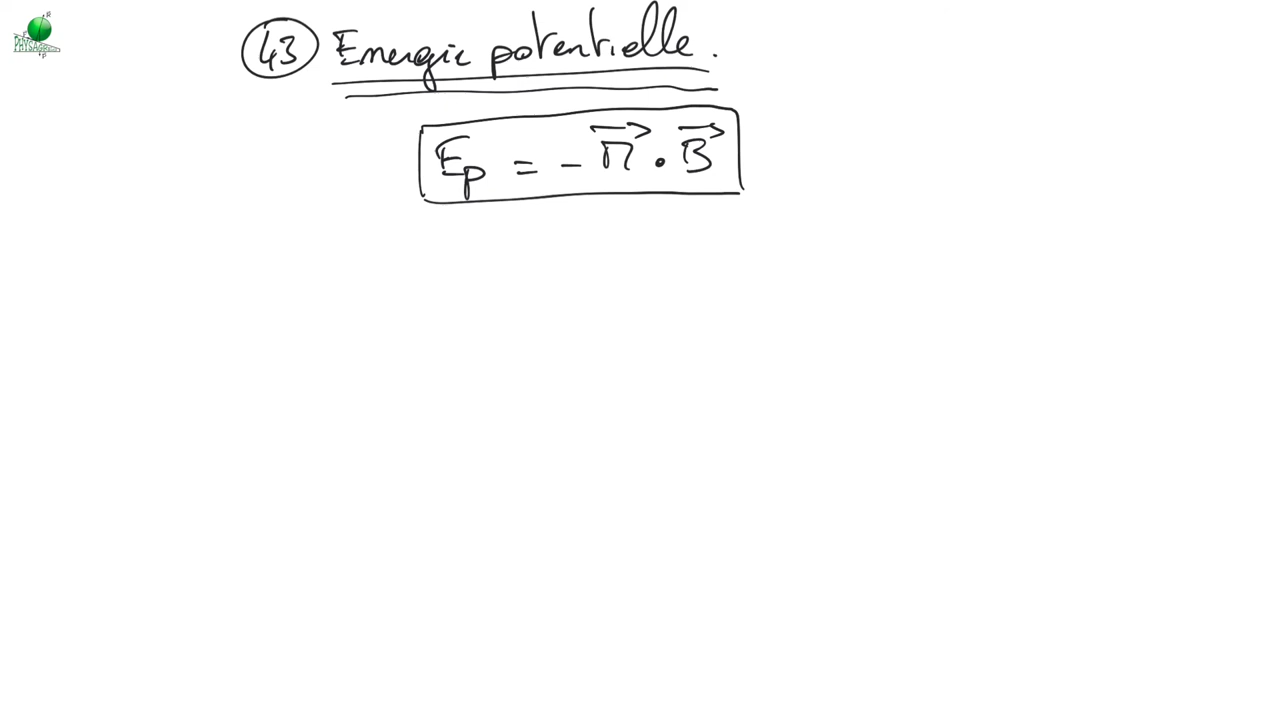 43 Energie potentielle.
Ep = - M⃗ • B⃗